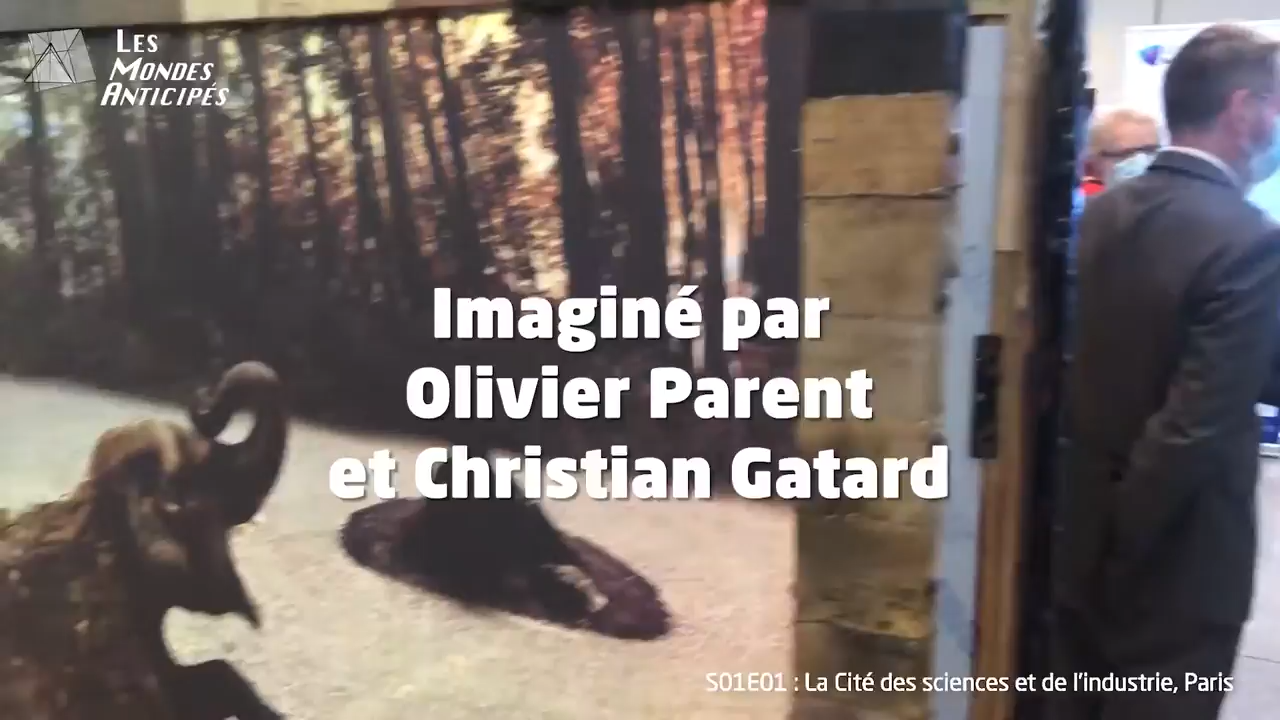 Les
Mondes
Anticipés
Imaginé par
Olivier Parent
et Christian Gatard
S01E01 : La Cité des sciences et de l'industrie, Paris